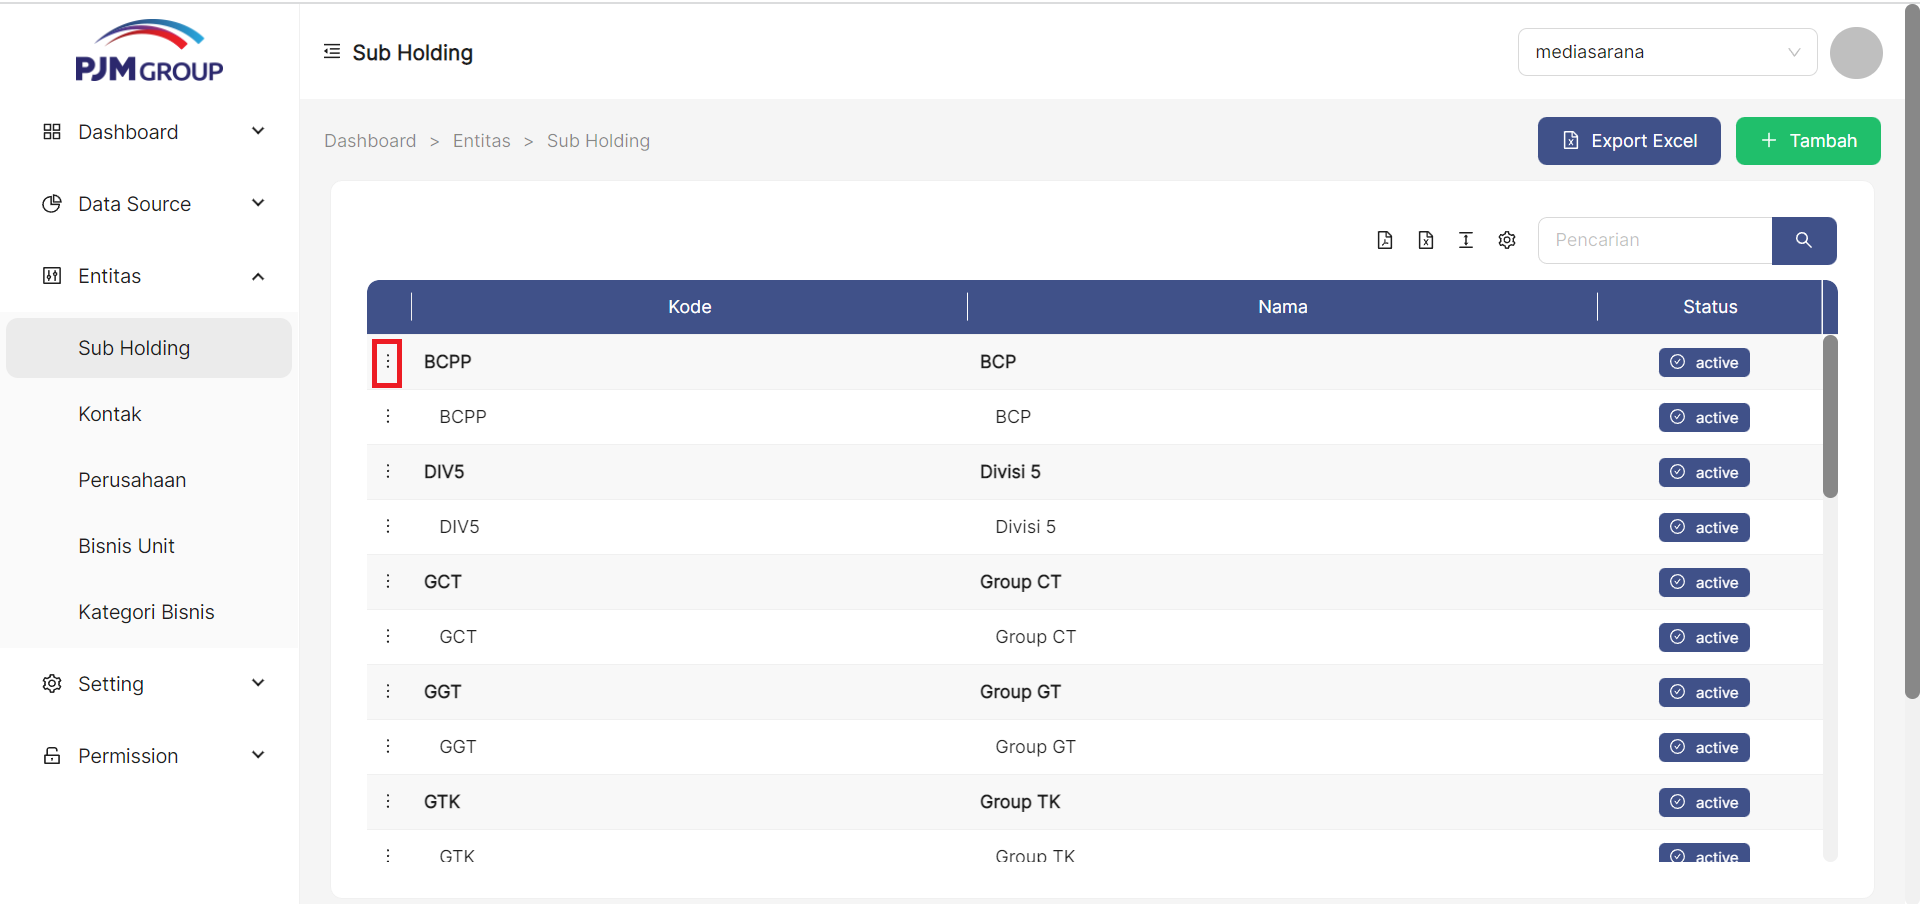 PJM GROUP
Sub Holding
mediasarana
Dashboard
Data Source
Entitas
Sub Holding
Kontak
Perusahaan
Bisnis Unit
Kategori Bisnis
Setting
Permission
Dashboard > Entitas > Sub Holding
Export Excel
+ Tambah
Pencarian
Kode Nama Status
BCPP BCP active
BCPP BCP active
DIV5 Divisi 5 active
DIV5 Divisi 5 active
GCT Group CT active
GCT Group CT active
GGT Group GT active
GGT Group GT active
GTK Group TK active
GTK Group TK active